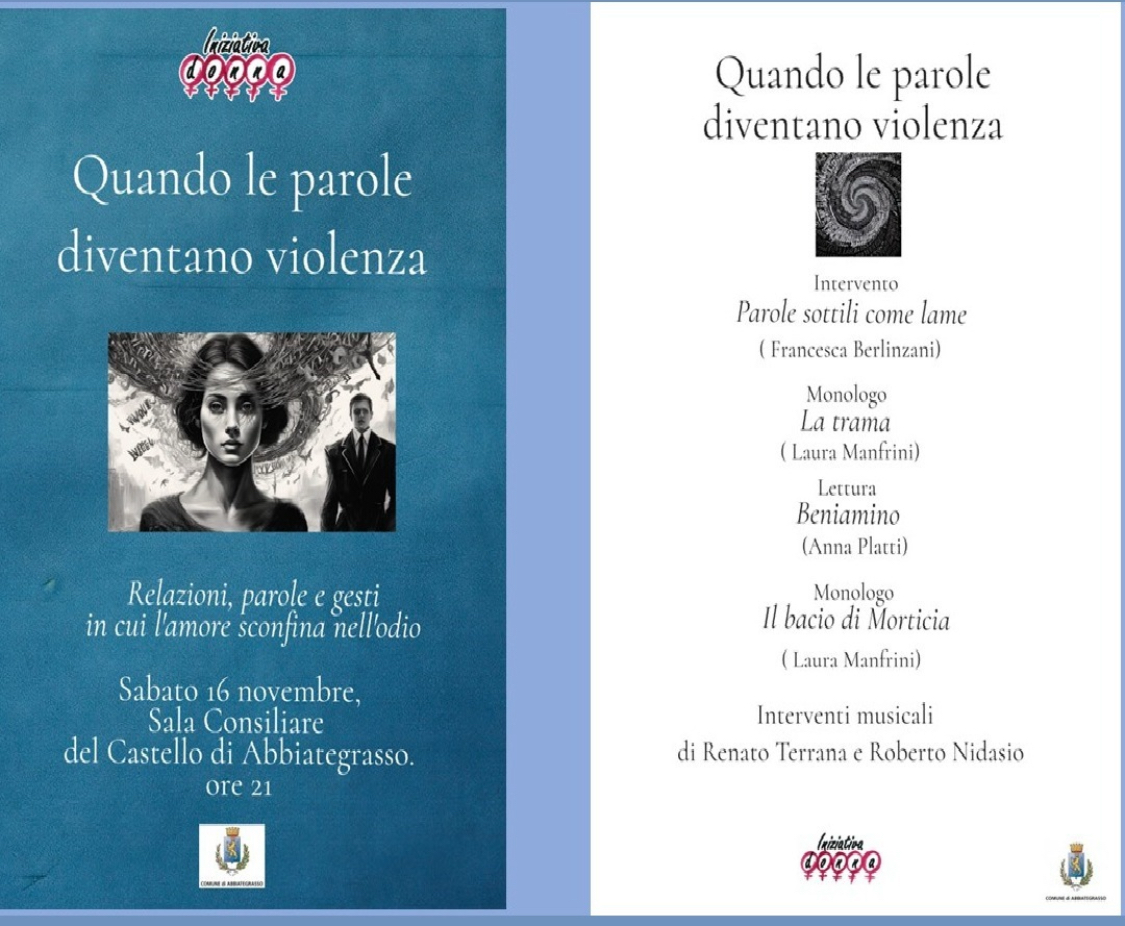 Iniziativa
donna
Quando le parole
diventano violenza
Relazioni, parole e gesti
in cui l'amore sconfina nell'odio
Sabato 16 novembre,
Sala Consiliare
del Castello di Abbiategrasso.
ore 21
COMUNE di ABBIATEGRASSO
Quando le parole
diventano violenza
Intervento
Parole sottili come lame
( Francesca Berlinzani)
Monologo
La trama
( Laura Manfrini)
Lettura
Beniamino
(Anna Platti)
Monologo
Il bacio di Morticia
( Laura Manfrini)
Interventi musicali
di Renato Terrana e Roberto Nidasio
Iniziativa
donna
COMUNE di ABBIATEGRASSO